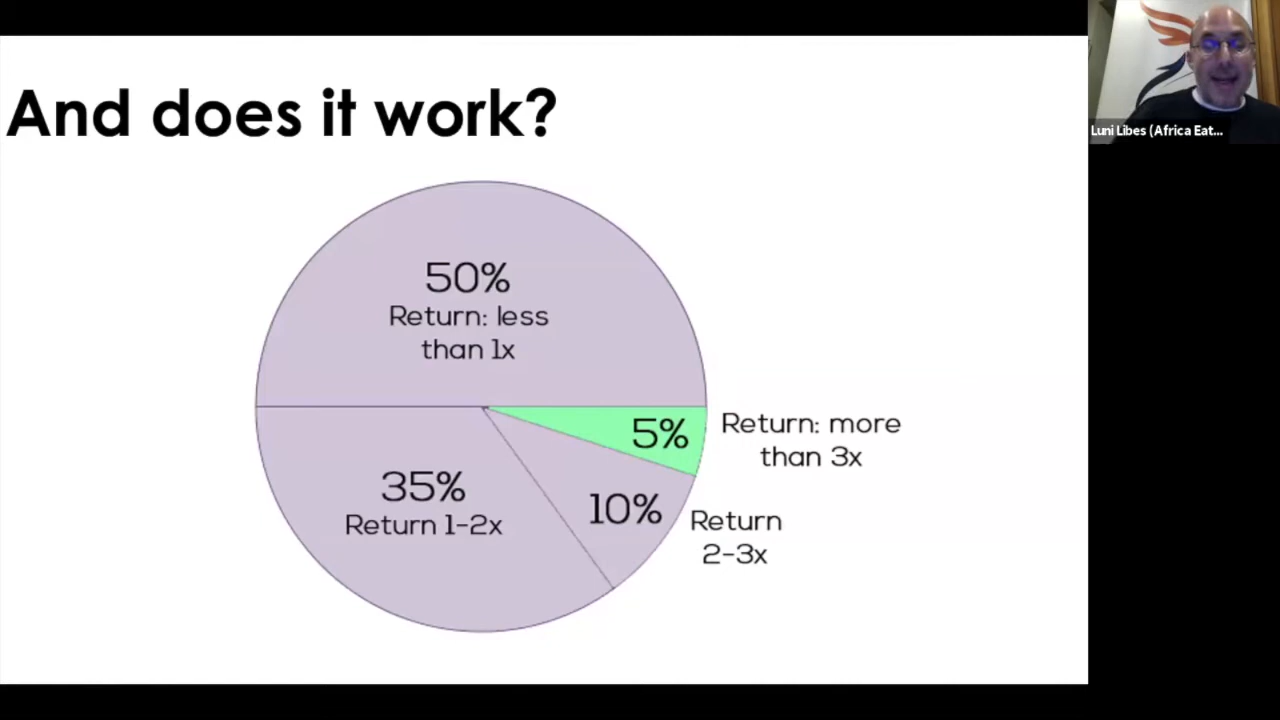 And does it work?
50%
Return: less
than 1x
5%
Return: more
than 3x
35%
Return 1-2x
10%
Return
2-3x
Luni Libes (Africa Eat...